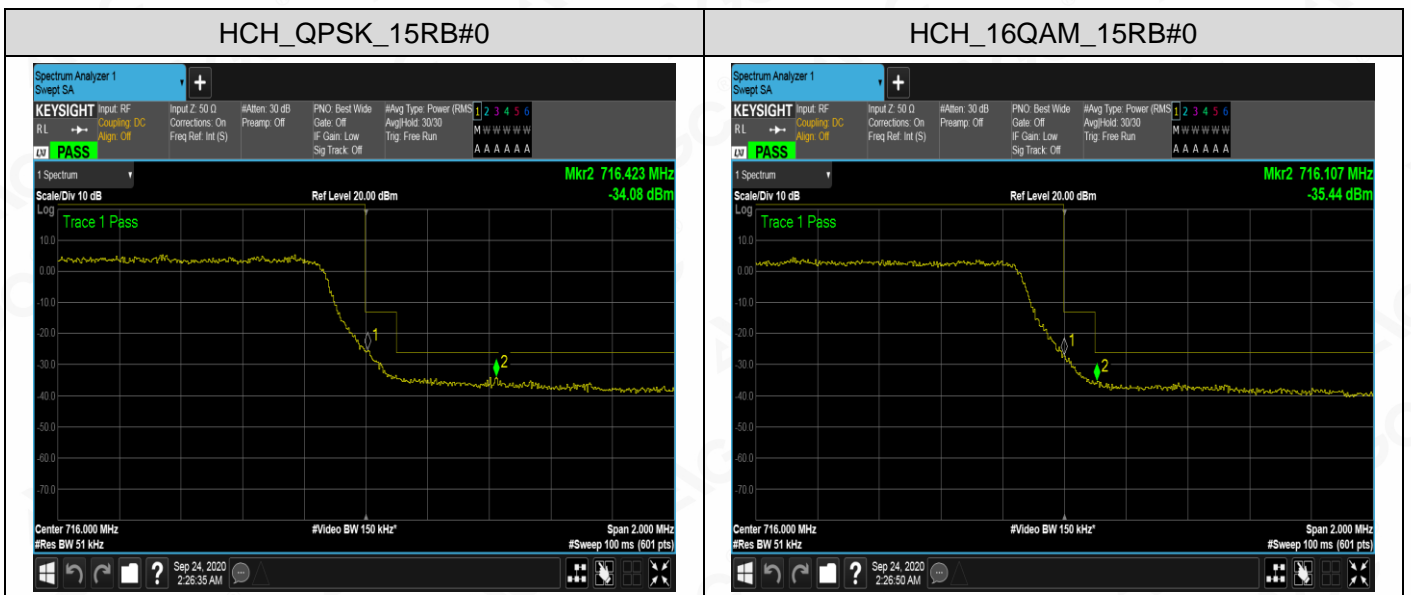 HCH_QPSK_15RB#0
Spectrum Analyzer 1
Swept SA
+
KEYSIGHT Input: RF Input Z: 50 Ω #Atten: 30 dB PNO: Best Wide #Avg Type: Power (RMS 1 2 3 4 5 6
RL Coupling: DC Corrections: On Preamp: Off Gate: Off Avg|Hold: 30/30 M W W W W W
Align: Off Freq Ref: Int (S) IF Gain: Low Trig: Free Run
LXI PASS Sig Track: Off A A A A A A
1 Spectrum Mkr2 716.423 MHz
Scale/Div 10 dB Ref Level 20.00 dBm -34.08 dBm
Log
Trace 1 Pass
10.0
0.00
-10.0
-20.0
1
-30.0
2
-40.0
-50.0
-60.0
-70.0
Center 716.000 MHz #Video BW 150 kHz* Span 2.000 MHz
#Res BW 51 kHz #Sweep 100 ms (601 pts)
? Sep 24, 2020
2:26:35 AM
HCH_16QAM_15RB#0
Spectrum Analyzer 1
Swept SA
+
KEYSIGHT Input: RF Input Z: 50 Ω #Atten: 30 dB PNO: Best Wide #Avg Type: Power (RMS 1 2 3 4 5 6
RL Coupling: DC Corrections: On Preamp: Off Gate: Off Avg|Hold: 30/30 M W W W W W
Align: Off Freq Ref: Int (S) IF Gain: Low Trig: Free Run
LXI PASS Sig Track: Off A A A A A A
1 Spectrum Mkr2 716.107 MHz
Scale/Div 10 dB Ref Level 20.00 dBm -35.44 dBm
Log
Trace 1 Pass
10.0
0.00
-10.0
-20.0
1
-30.0
2
-40.0
-50.0
-60.0
-70.0
Center 716.000 MHz #Video BW 150 kHz* Span 2.000 MHz
#Res BW 51 kHz #Sweep 100 ms (601 pts)
? Sep 24, 2020
2:26:50 AM